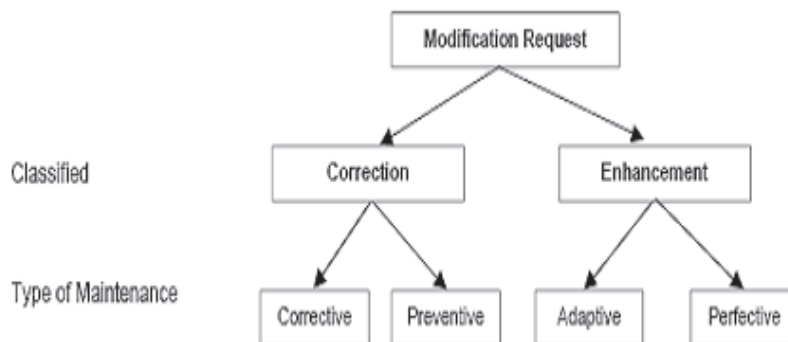 Modification Request
Classified
Correction
Enhancement
Type of Maintenance
Corrective
Preventive
Adaptive
Perfective